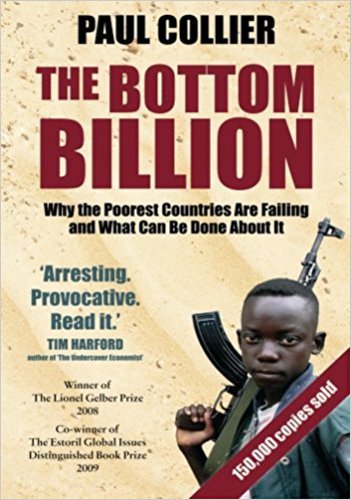 PAUL COLLIER
THE BOTTOM
BILLION
Why the Poorest Countries Are Failing
and What Can Be Done About It
‘Arresting.
Provocative.
Read it.’
TIM HARFORD
author of ‘The Undercover Economist’
Winner of
The Lionel Gelber Prize
2008
Co-winner of
The Estoril Global Issues
Distinguished Book Prize
2009
150,000 copies sold